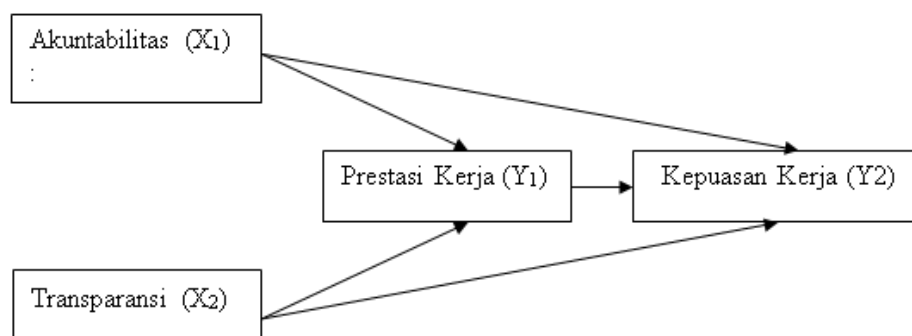 Akuntabilitas (X₁)
:
Prestasi Kerja (Y₁)
Kepuasan Kerja (Y2)
Transparansi (X₂)